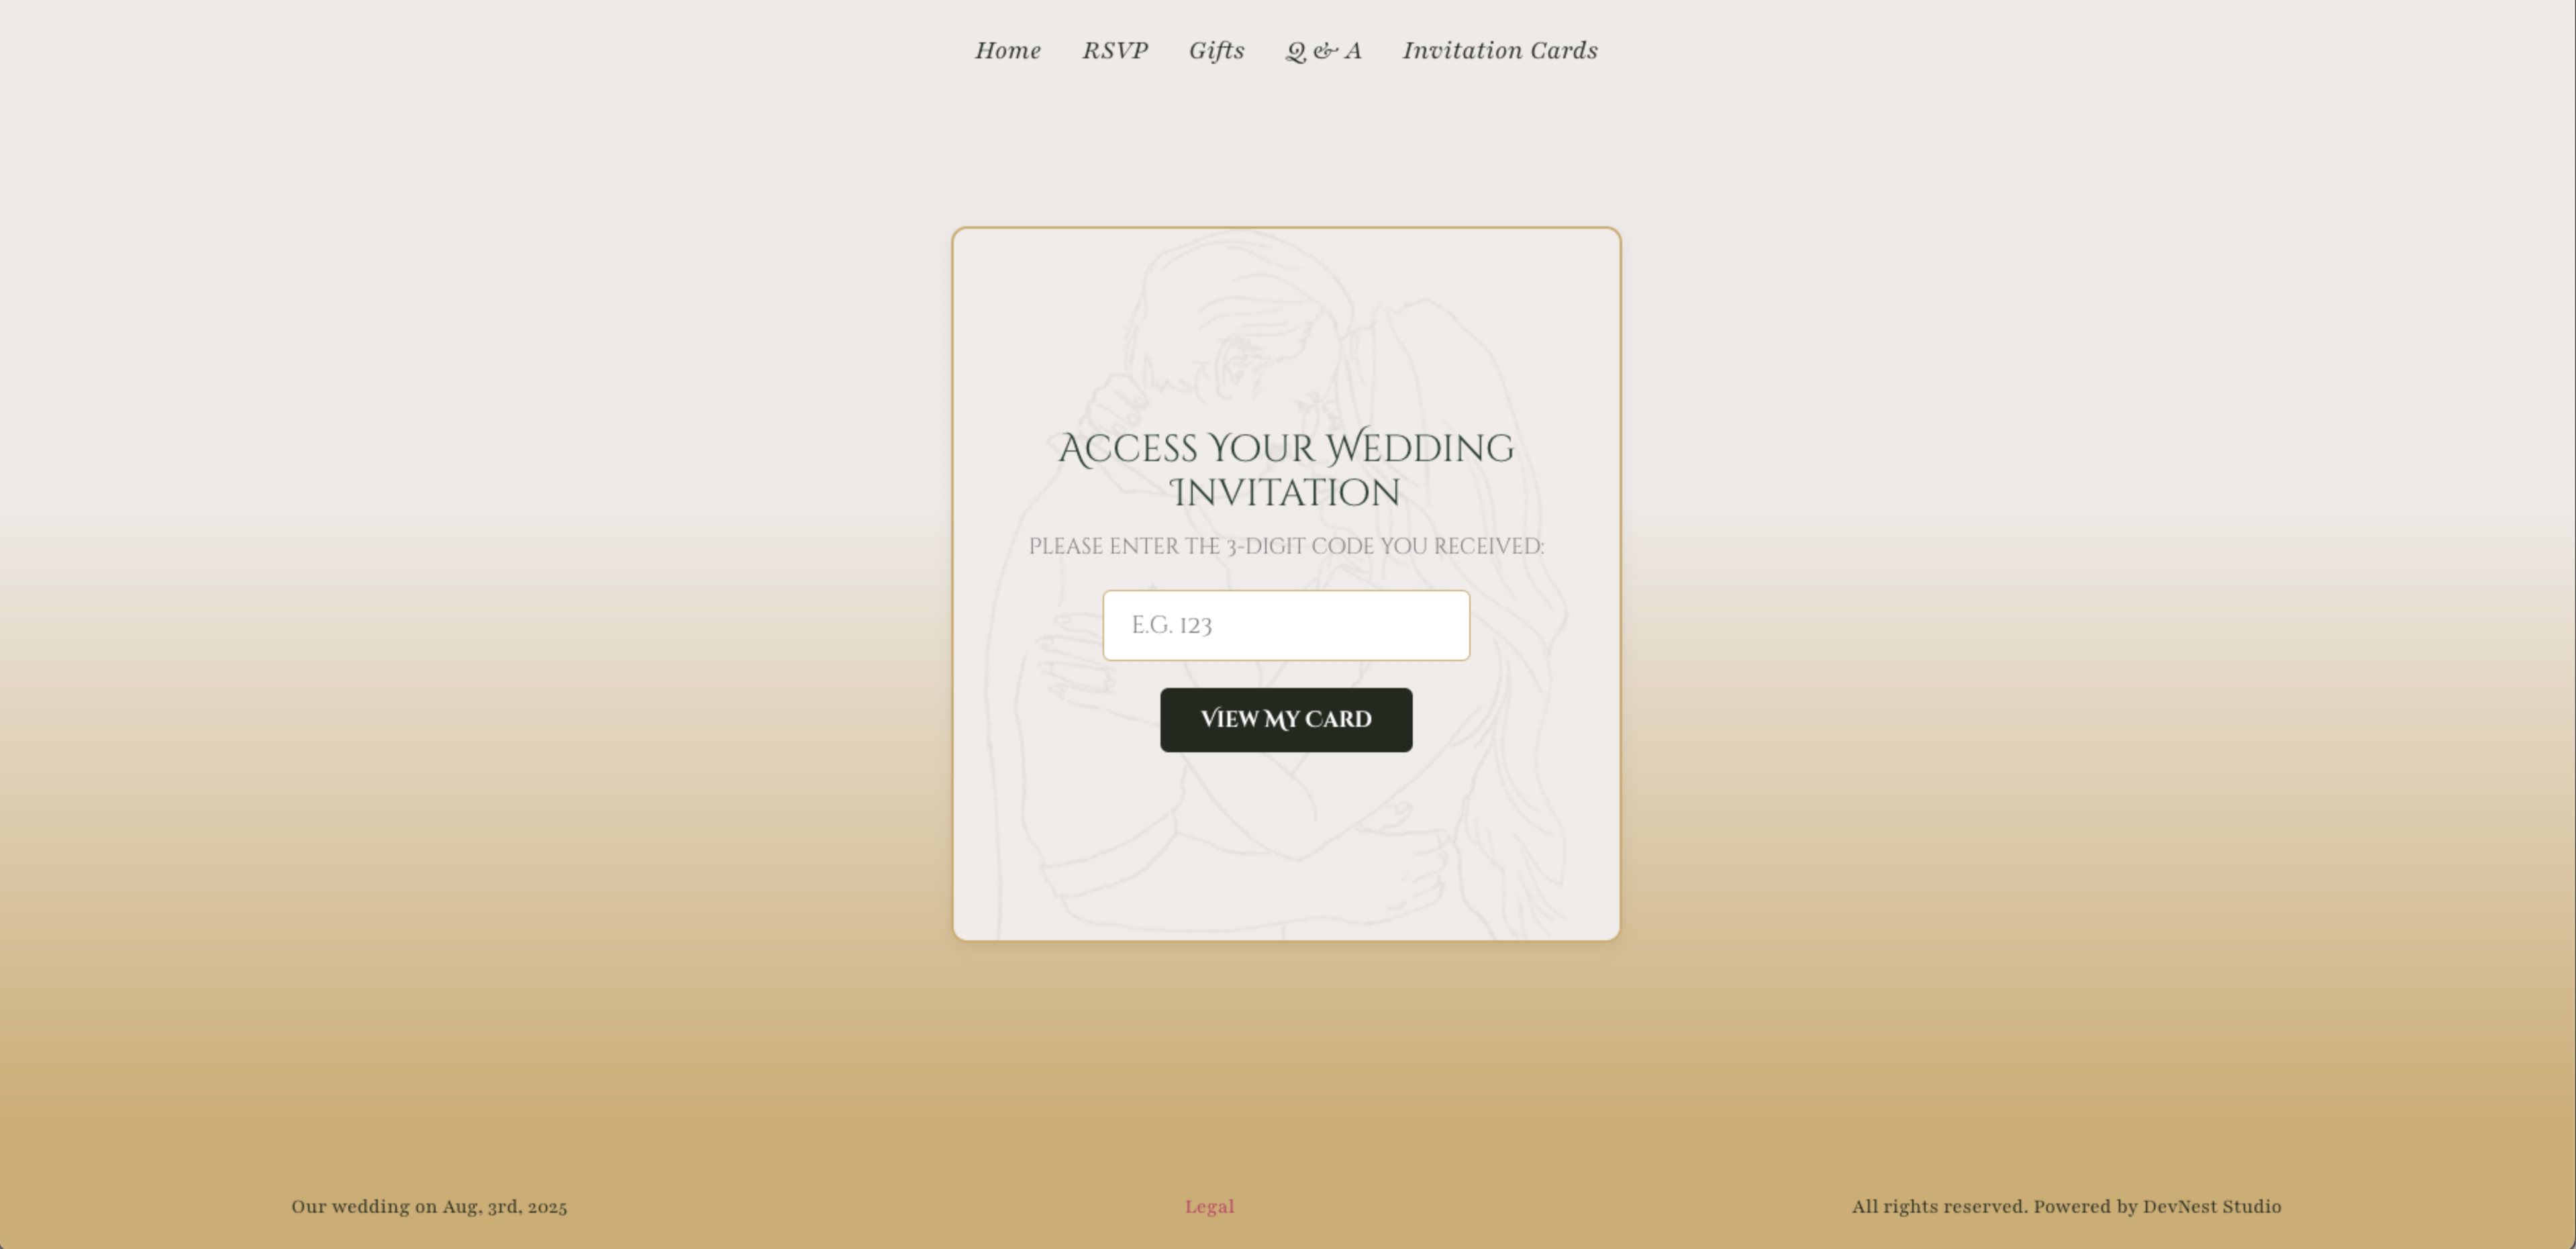 Home RSVP Gifts Q & A Invitation Cards
Access Your Wedding
Invitation
Please enter the 3-digit code you received:
E.G. 123
View My Card
Our wedding on Aug, 3rd, 2025 Legal All rights reserved. Powered by DevNest Studio